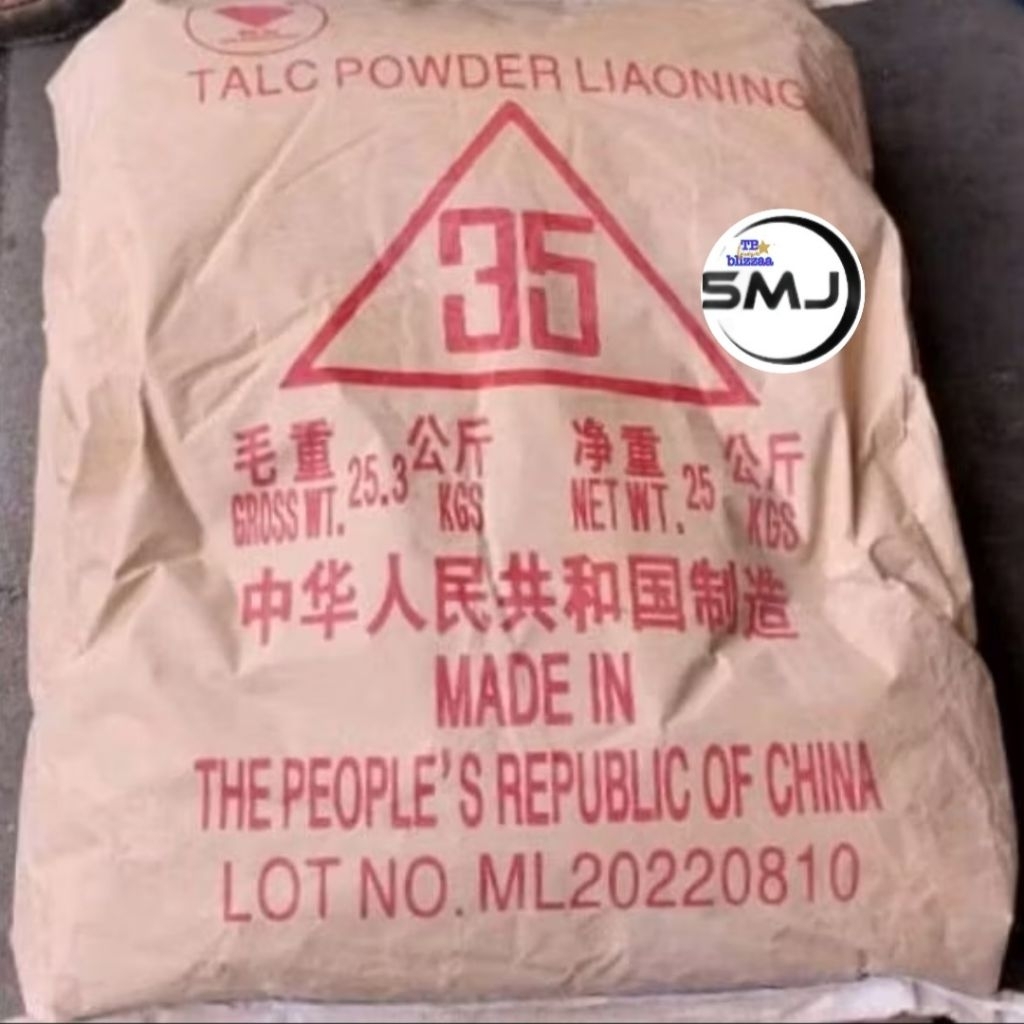 TALC POWDER LIAONING
35
TB
blizzaa
SMJ
毛重 25.3 公斤 净重 25 公斤
GROSS WT. KGS NET WT. KGS
中华人民共和国制造
MADE IN
THE PEOPLE'S REPUBLIC OF CHINA
LOT NO. ML20220810